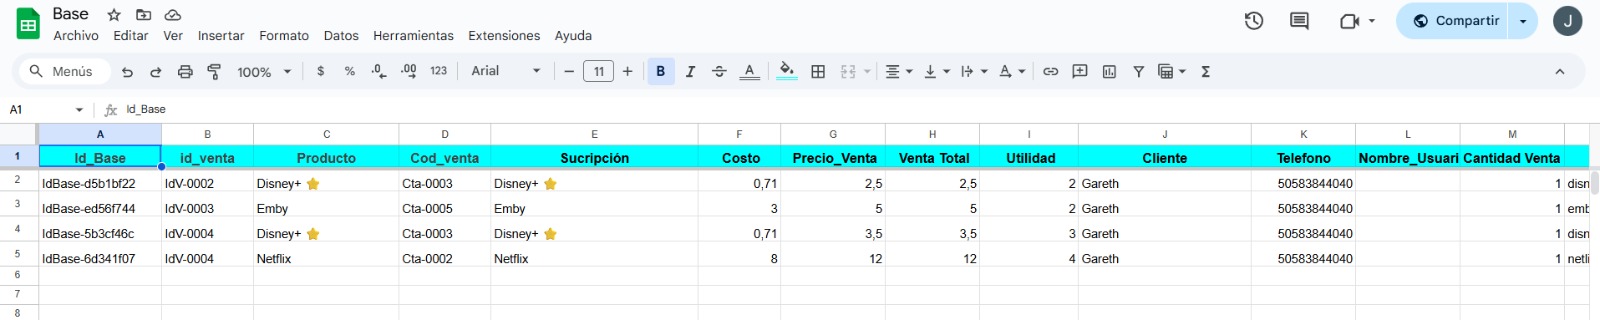 Base
Archivo Editar Ver Insertar Formato Datos Herramientas Extensiones Ayuda
Compartir
J
Menús 100% $ % .0 .00 123 Arial 11 B I S A A Σ
A1 fx Id_Base
A B C D E F G H I J K L M
1 Id_Base id_venta Producto Cod_venta Sucripción Costo Precio_Venta Venta Total Utilidad Cliente Telefono Nombre_Usuari Cantidad Venta
2 IdBase-d5b1bf22 IdV-0002 Disney+ ⭐ Cta-0003 Disney+ ⭐ 0,71 2,5 2,5 2 Gareth 50583844040 1 disn
3 IdBase-ed56f744 IdV-0003 Emby Cta-0005 Emby 3 5 5 2 Gareth 50583844040 1 emb
4 IdBase-5b3cf46c IdV-0004 Disney+ ⭐ Cta-0003 Disney+ ⭐ 0,71 3,5 3,5 3 Gareth 50583844040 1 disn
5 IdBase-6d341f07 IdV-0004 Netflix Cta-0002 Netflix 8 12 12 4 Gareth 50583844040 1 netli
6
7
8